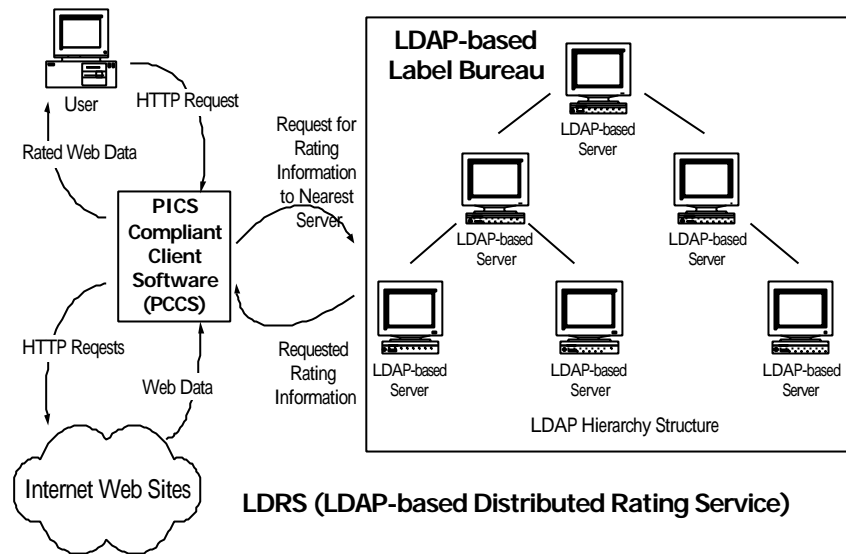 User
HTTP Request
Rated Web Data
PICS
Compliant
Client
Software
(PCCS)
HTTP Reqests
Web Data
Internet Web Sites
Request for
Rating
Information
to Nearest
Server
Requested
Rating
Information
LDAP-based
Label Bureau
LDAP-based
Server
LDAP-based
Server
LDAP-based
Server
LDAP-based
Server
LDAP-based
Server
LDAP-based
Server
LDAP Hierarchy Structure
LDRS (LDAP-based Distributed Rating Service)